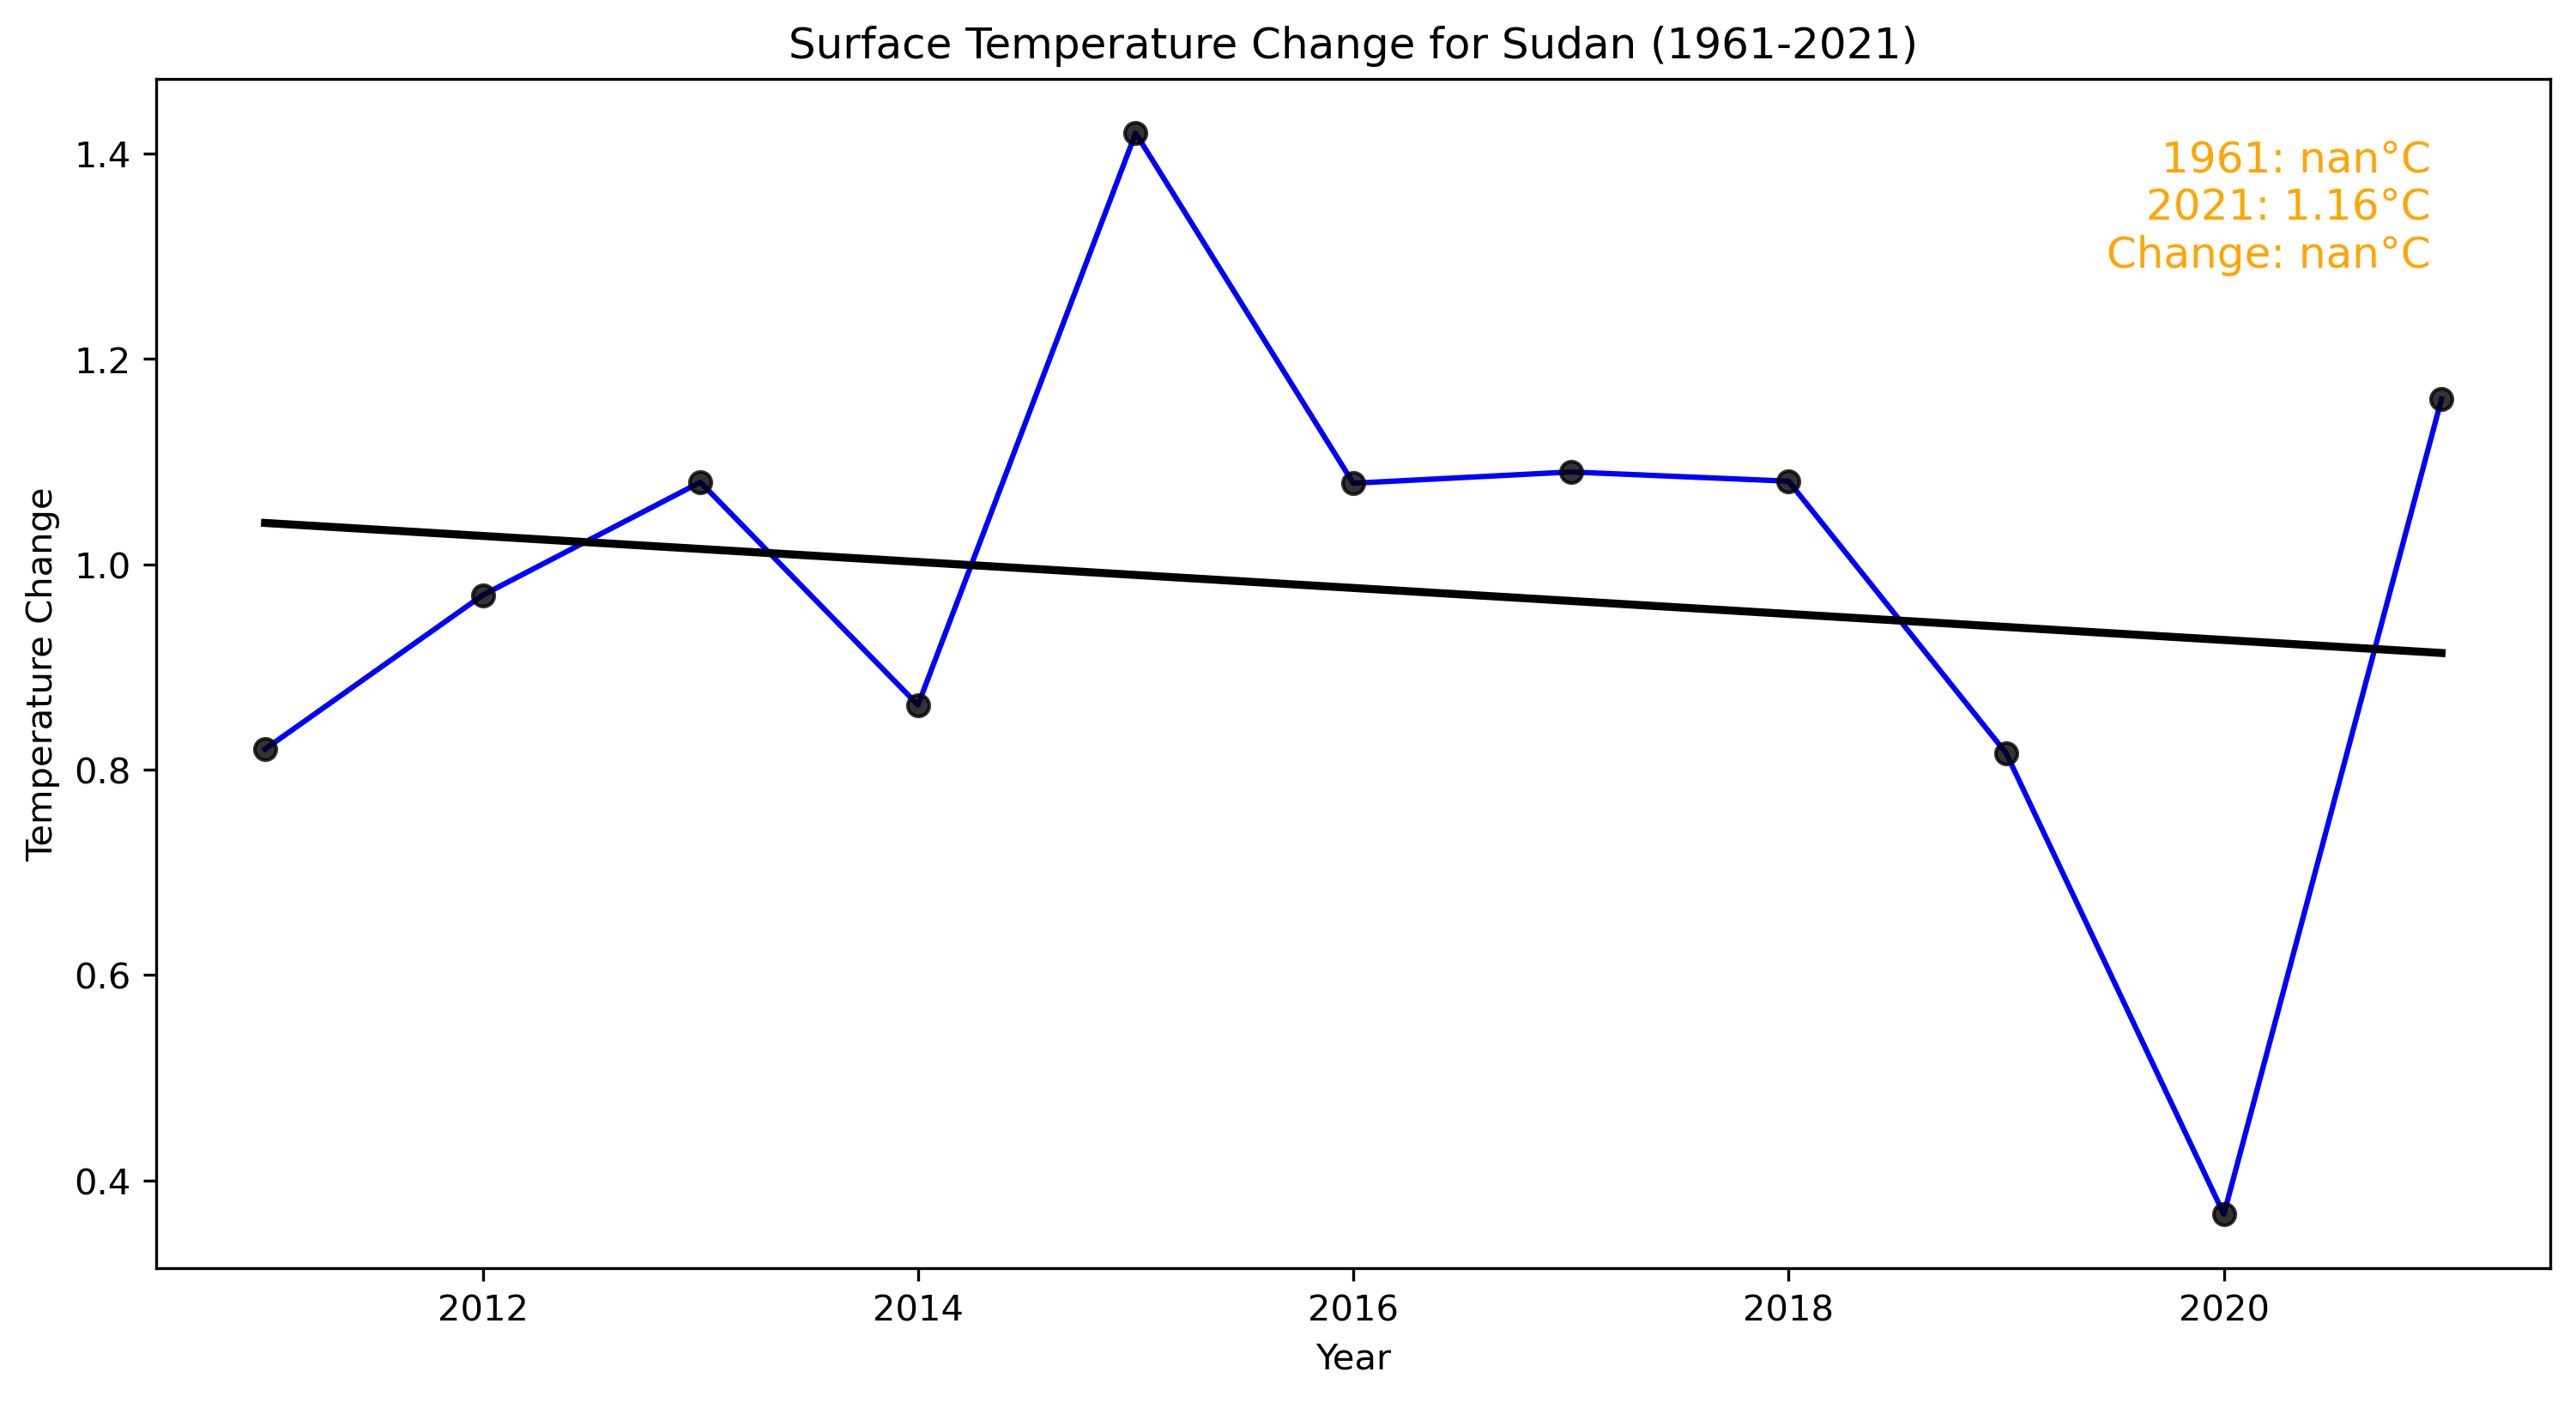 Surface Temperature Change for Sudan (1961-2021)
1961: nan°C
2021: 1.16°C
Change: nan°C
Temperature Change
1.4
1.2
1.0
0.8
0.6
0.4
2012
2014
2016
2018
2020
Year